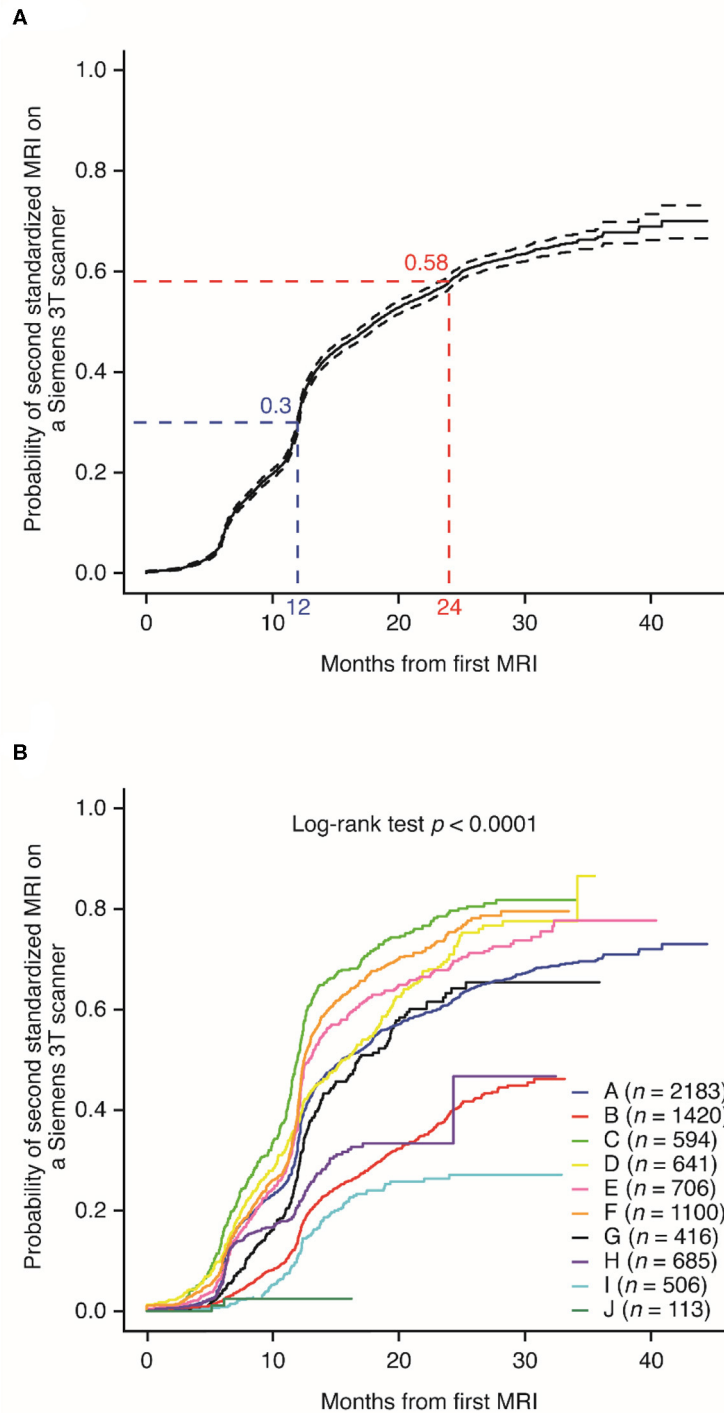 A
Probability of second standardized MRI on
a Siemens 3T scanner
1.0
0.8
0.6
0.4
0.2
0.0
0.58
0.3
0
10
12
20
24
30
40
Months from first MRI
B
Probability of second standardized MRI on
a Siemens 3T scanner
1.0
0.8
0.6
0.4
0.2
0.0
Log-rank test p < 0.0001
A (n = 2183)
B (n = 1420)
C (n = 594)
D (n = 641)
E (n = 706)
F (n = 1100)
G (n = 416)
H (n = 685)
I (n = 506)
J (n = 113)
0
10
20
30
40
Months from first MRI